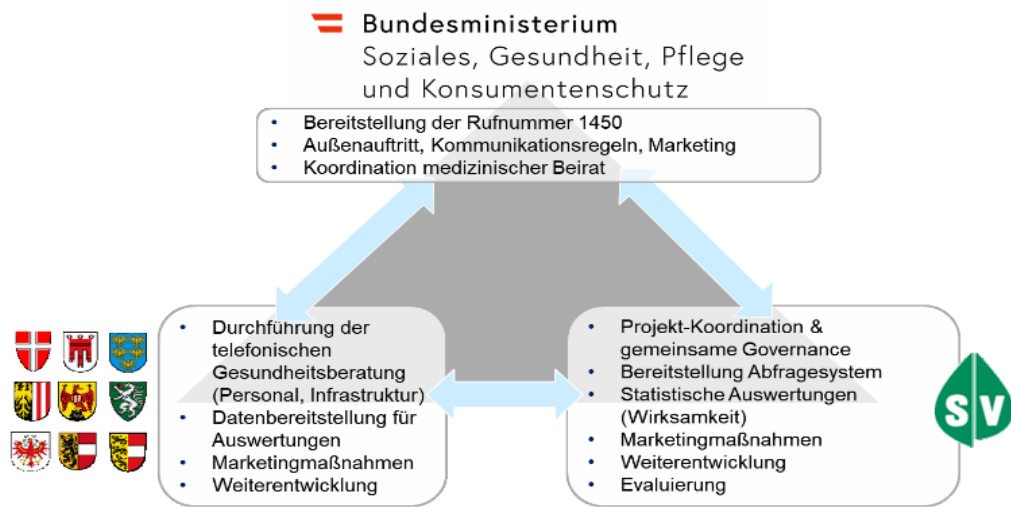 Bundesministerium
Soziales, Gesundheit, Pflege
und Konsumentenschutz
• Bereitstellung der Rufnummer 1450
• Außenauftritt, Kommunikationsregeln, Marketing
• Koordination medizinischer Beirat
• Durchführung der
telefonischen
Gesundheitsberatung
(Personal, Infrastruktur)
• Datenbereitstellung für
Auswertungen
• Marketingmaßnahmen
• Weiterentwicklung
• Projekt-Koordination &
gemeinsame Governance
• Bereitstellung Abfragesystem
• Statistische Auswertungen
(Wirksamkeit)
• Marketingmaßnahmen
• Weiterentwicklung
• Evaluierung
SV